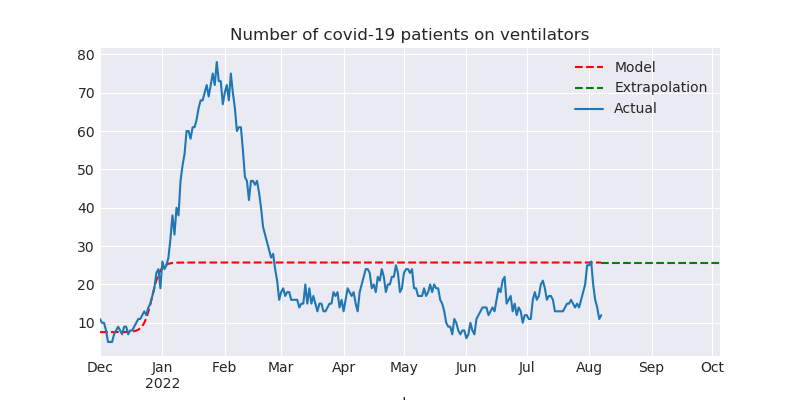 Number of covid-19 patients on ventilators
80
70
60
50
40
30
20
10
Model
Extrapolation
Actual
Dec Jan Feb Mar Apr May Jun Jul Aug Sep Oct
2022